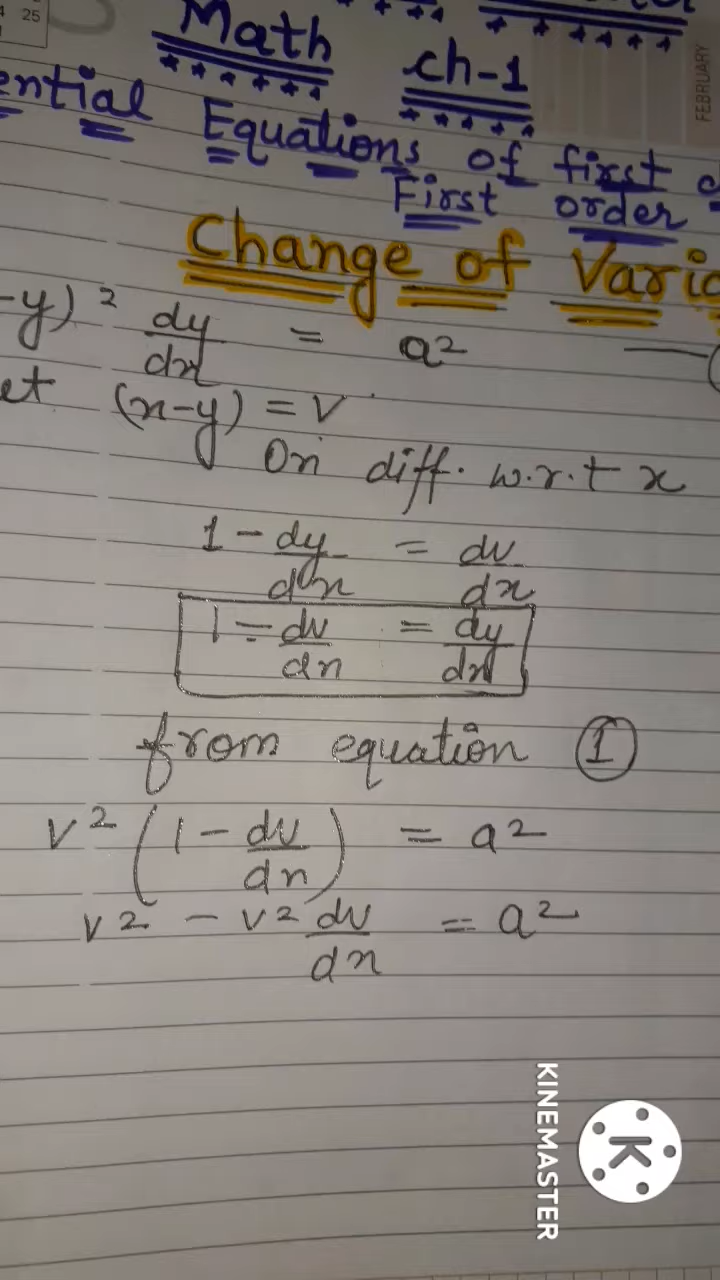 25
FEBRUARY
Math ch-1
ential Equations of first
First order
Change of Varia
-y)² dy/dx = a²
et (x-y) = v
On diff. w.r.t x
1 - dy/dx = dv/dx
1 - dv/dx = dy/dx
from equation ①
v² (1 - dv/dx) = a²
v² - v² dv/dx = a²
KINEMASTER